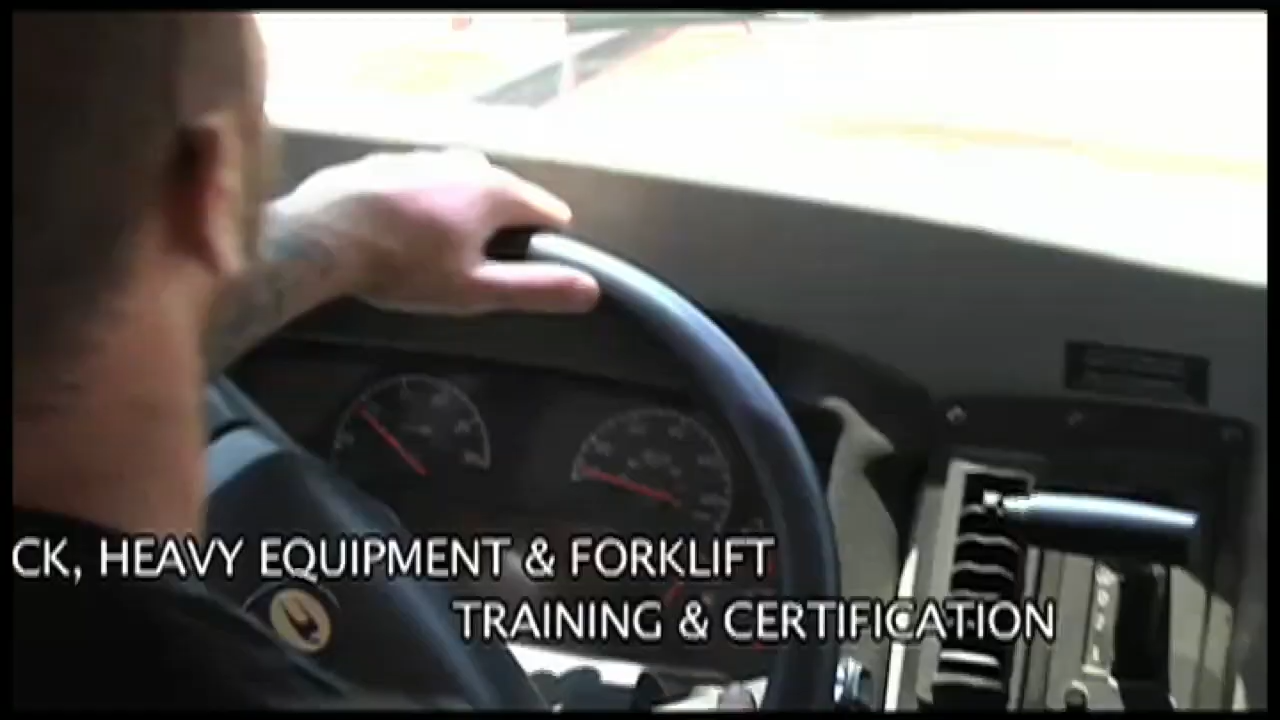 CK, HEAVY EQUIPMENT & FORKLIFT
TRAINING & CERTIFICATION